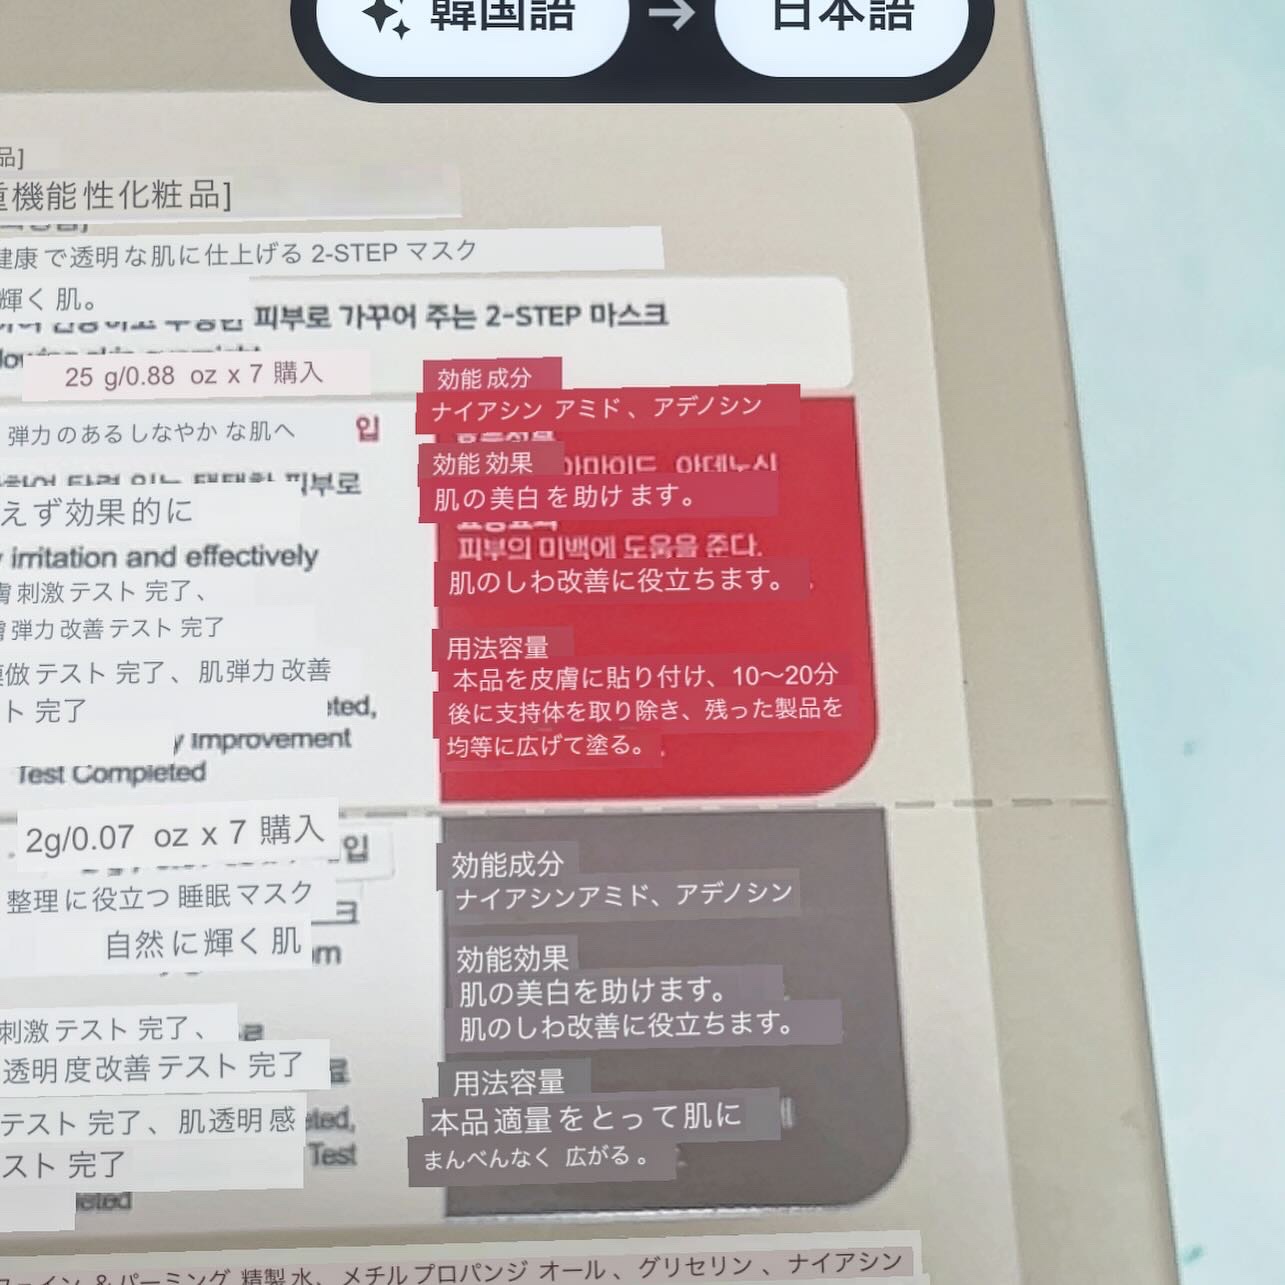 韓国語 → 日本語
品]
機能性化粧品]
健康で透明な肌に仕上げる 2-STEP マスク
輝く肌。
피부로 가꾸어 주는 2-STEP 마스크
25 g/0.88 oz x 7 購入
입
弾力のあるしなやかな肌へ
피부로
えず効果的に
irritation and effectively
刺激テスト 完了、
弾力改善テスト 完了
倣テスト 完了、肌弾力改善
ト 完了
eted,
y Improvement
Test Completed
効能成分
ナイアシンアミド、アデノシン
効能効果
肌の美白を助けます。
피부의 미백에 도움을 준다.
肌のしわ改善に役立ちます。
用法容量
本品を皮膚に貼り付け、10〜20分
後に支持体を取り除き、残った製品を
均等に広げて塗る。
2g/0.07 oz x 7 購入
입
整理に役立つ睡眠マスク
크
自然に輝く肌
om
刺激テスト 完了、
透明度改善テスト 完了
テスト 完了、肌透明感
eted,
スト 完了
Test
eted
効能成分
ナイアシンアミド、アデノシン
効能効果
肌の美白を助けます。
肌のしわ改善に役立ちます。
用法容量
本品適量をとって肌に
まんべんなく 広がる。
ェイン &パーミング 精製水、メチルプロパンジオール、グリセリン、ナイアシン